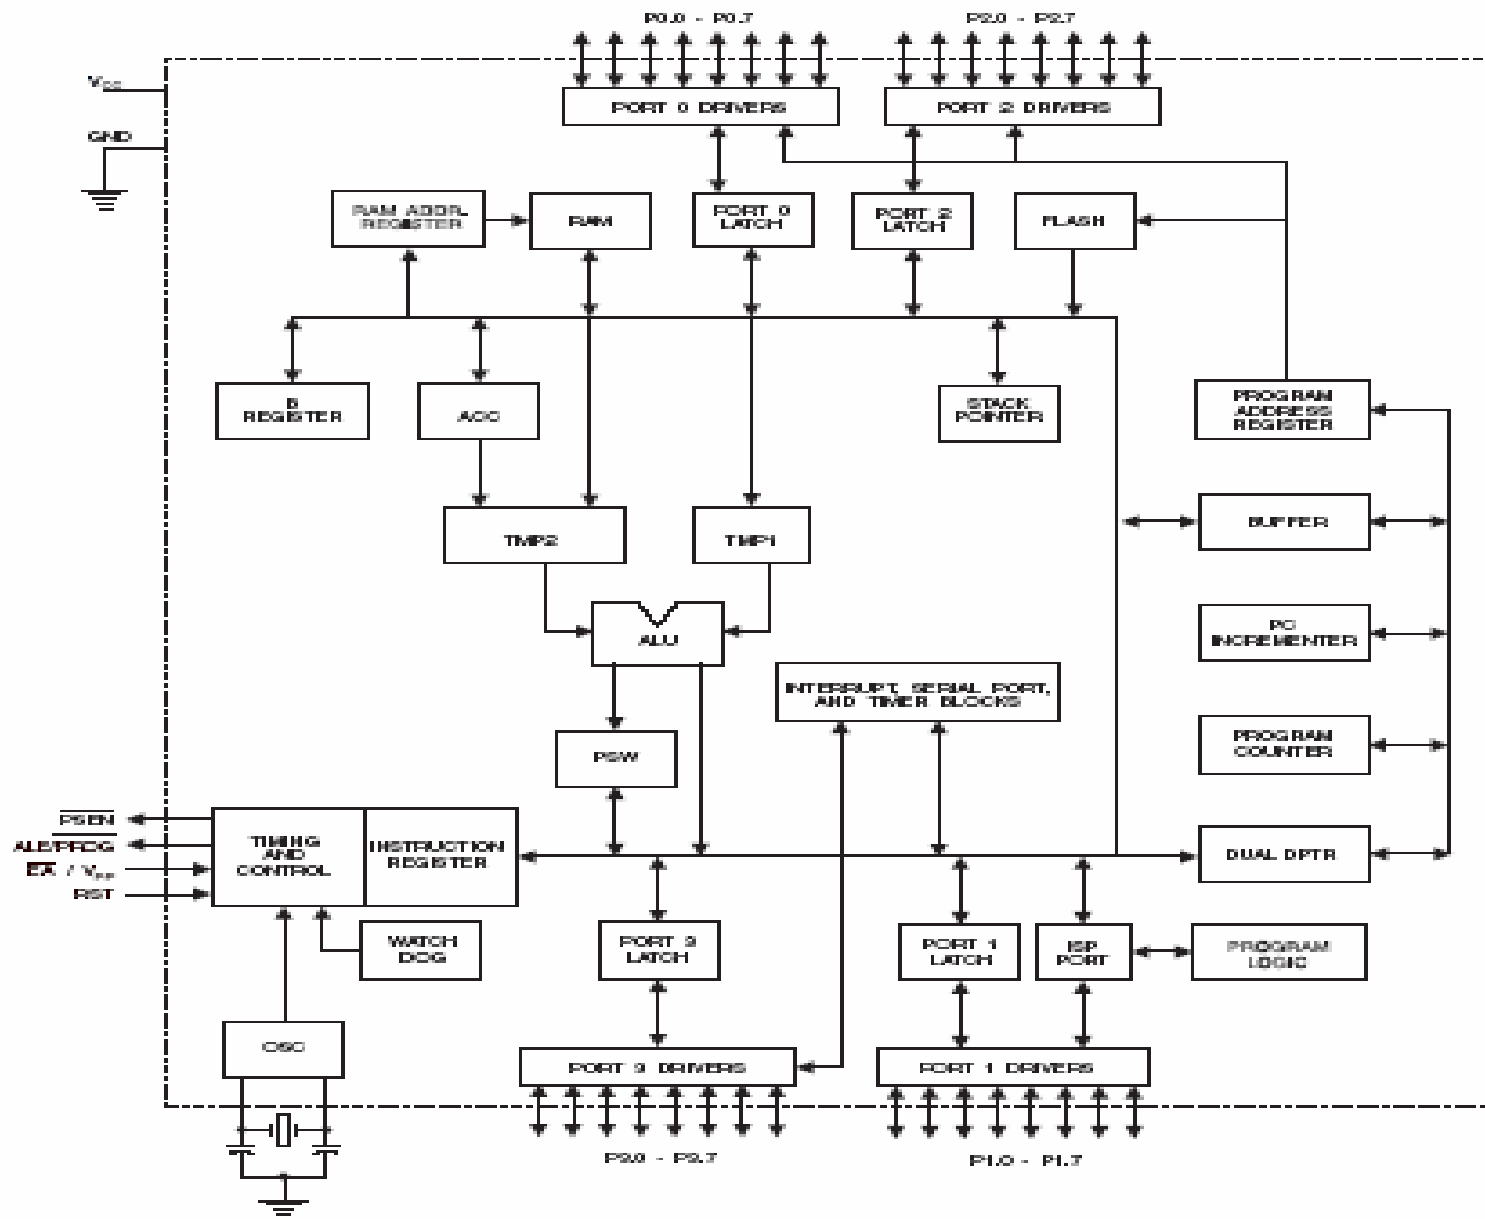 P0.0 - P0.7
P2.0 - P2.7
VCC
PORT 0 DRIVERS
PORT 2 DRIVERS
GND
RAM ADDR.
REGISTER
RAM
PORT 0
LATCH
PORT 2
LATCH
FLASH
B
REGISTER
ACC
STACK
POINTER
PROGRAM
ADDRESS
REGISTER
TMP2
TMP1
BUFFER
ALU
PC
INCREMENTER
INTERRUPT, SERIAL PORT,
AND TIMER BLOCKS
PSW
PROGRAM
COUNTER
PSEN
ALE/PROG
EA / VPP
RST
TIMING
AND
CONTROL
INSTRUCTION
REGISTER
DUAL DPTR
WATCH
DOG
PORT 3
LATCH
PORT 1
LATCH
ISP
PORT
PROGRAM
LOGIC
OSC
PORT 3 DRIVERS
PORT 1 DRIVERS
P3.0 - P3.7
P1.0 - P1.7